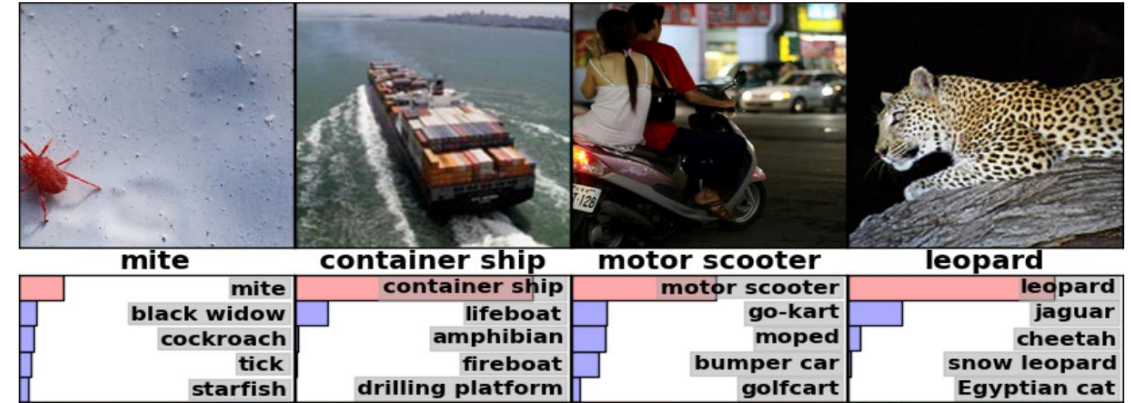 mite
container ship
motor scooter
leopard
mite
black widow
cockroach
tick
starfish
container ship
lifeboat
amphibian
fireboat
drilling platform
motor scooter
go-kart
moped
bumper car
golfcart
leopard
jaguar
cheetah
snow leopard
Egyptian cat
-128